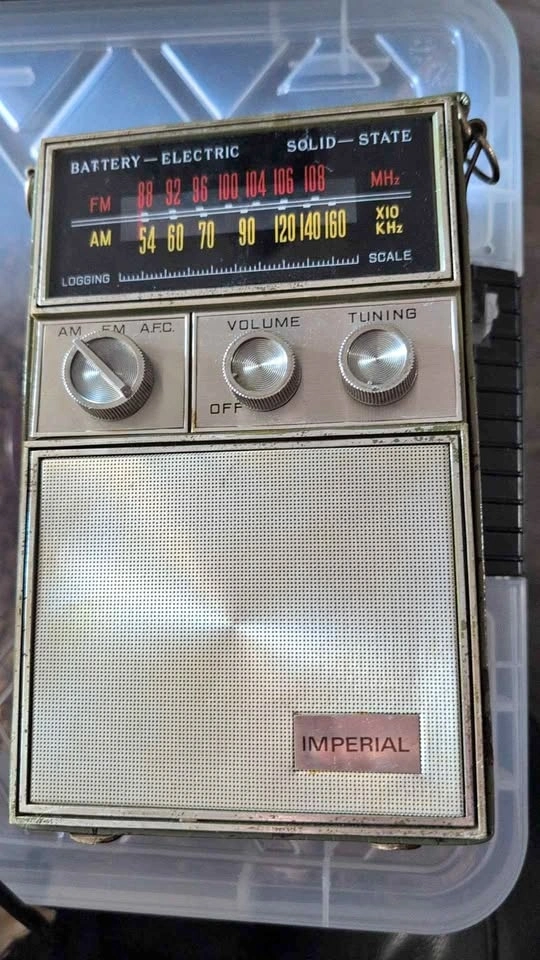 BATTERY—ELECTRIC SOLID—STATE
FM 88 92 96 100 104 106 108 MHz
AM 54 60 70 90 120 140 160 X10 KHz
LOGGING SCALE
AM FM A.F.C. VOLUME TUNING
OFF
IMPERIAL